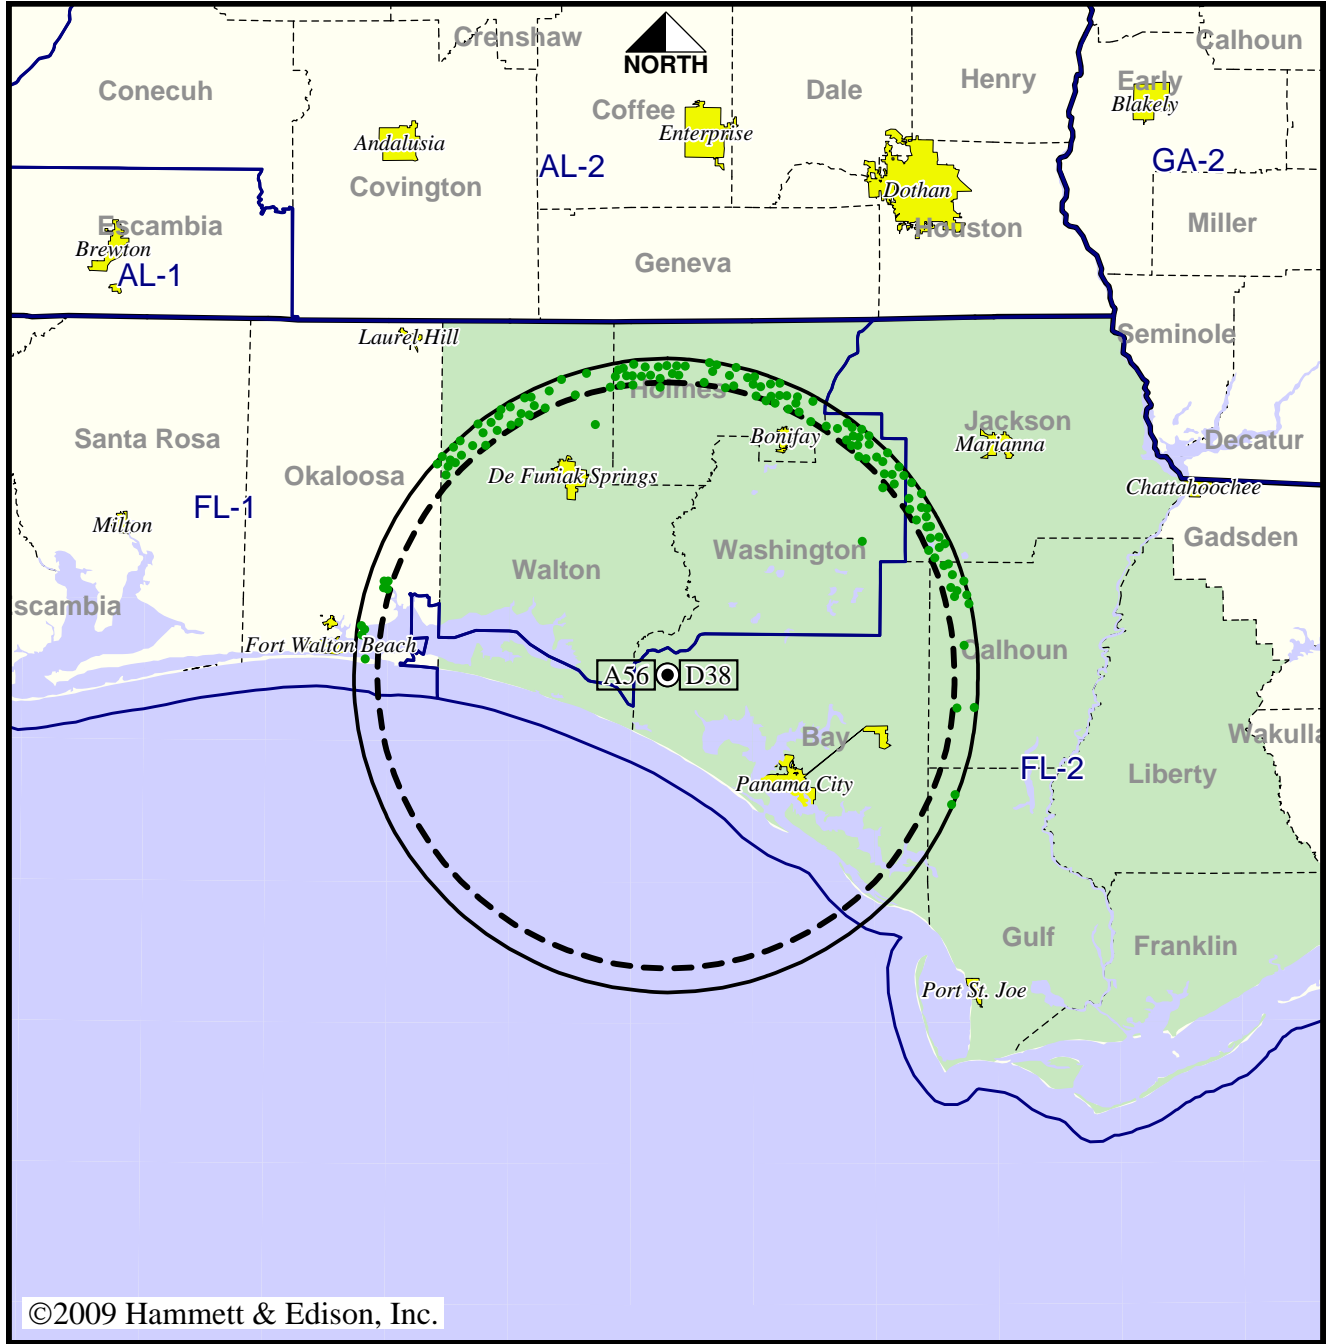 Crenshaw
Calhoun
NORTH
Conecuh
Dale
Henry
Early
Blakely
Coffee
Enterprise
Andalusia
AL-2
GA-2
Covington
Dothan
Escambia
Houston
Miller
Brewton
AL-1
Geneva
Laurel Hill
Seminole
Holmes
Santa Rosa
Jackson
Bonifay
Marianna
Decatur
Okaloosa
De Funiak Springs
Chattahoochee
FL-1
Milton
Gadsden
Washington
Walton
scambia
Fort Walton Beach
Calhoun
A56 D38
Bay
Wakulla
FL-2
Liberty
Panama City
Gulf
Franklin
Port St. Joe
©2009 Hammett & Edison, Inc.